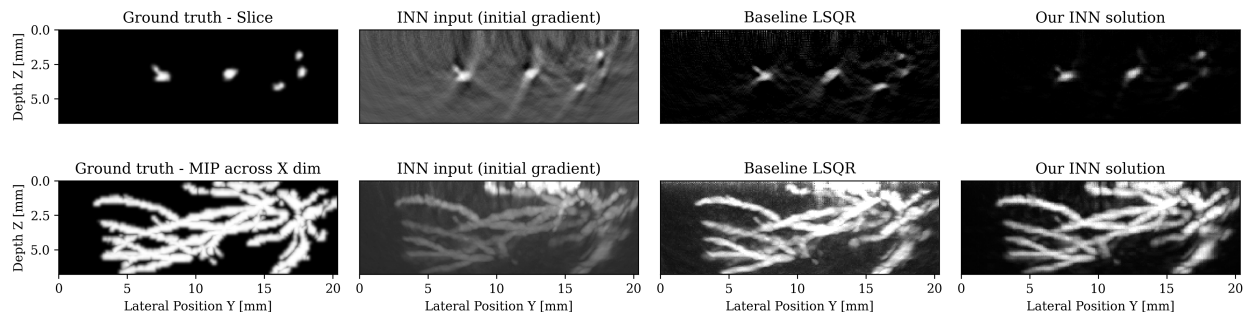 Ground truth - Slice
INN input (initial gradient)
Baseline LSQR
Our INN solution
Depth Z [mm]
0.0
2.5
5.0
Ground truth - MIP across X dim
INN input (initial gradient)
Baseline LSQR
Our INN solution
Depth Z [mm]
0.0
2.5
5.0
0 5 10 15 20
0 5 10 15 20
0 5 10 15 20
0 5 10 15 20
Lateral Position Y [mm]
Lateral Position Y [mm]
Lateral Position Y [mm]
Lateral Position Y [mm]